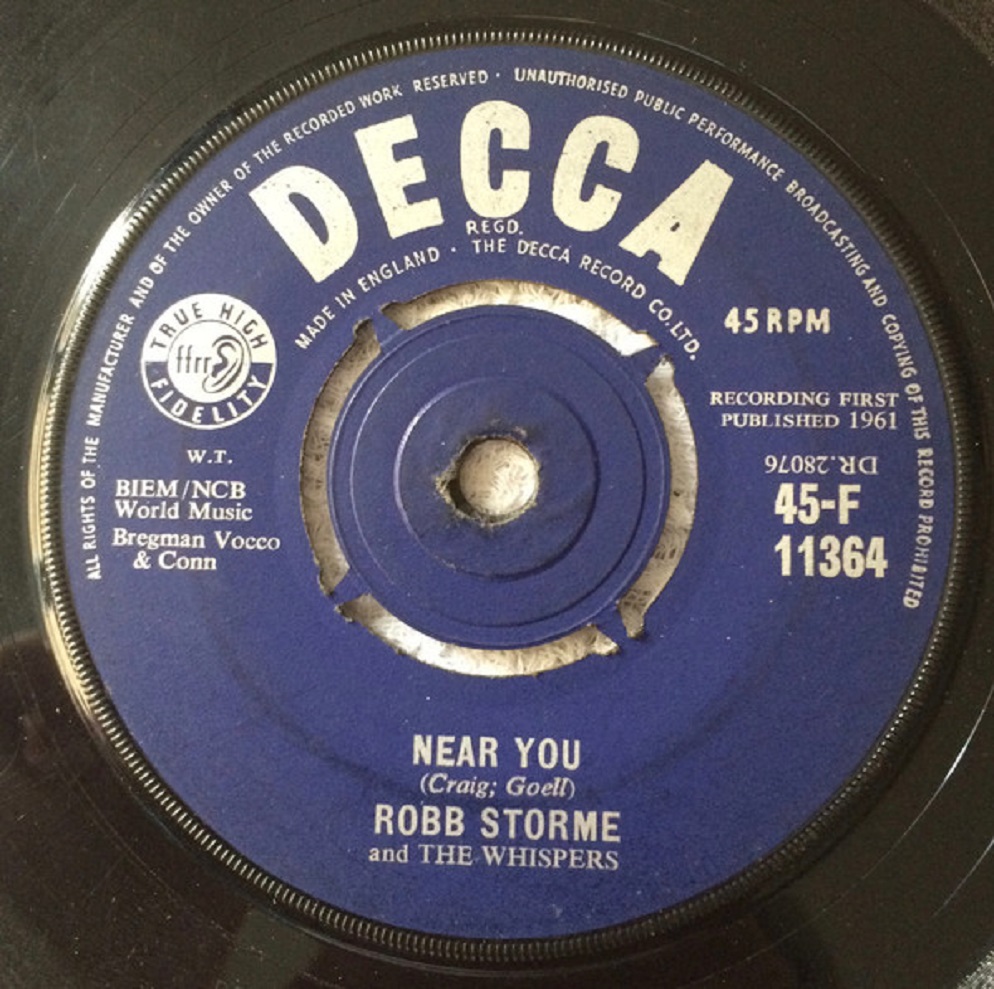 ALL RIGHTS OF THE MANUFACTURER AND OF THE OWNER OF THE RECORDED WORK RESERVED · UNAUTHORISED PUBLIC PERFORMANCE BROADCASTING AND COPYING OF THIS RECORD PROHIBITED
DECCA
REGD.
MADE IN ENGLAND · THE DECCA RECORD CO. LTD.
TRUE HIGH
ffrr
FIDELITY
45 RPM
RECORDING FIRST
PUBLISHED 1961
W.T.
BIEM/NCB
World Music
Bregman Vocco
& Conn
DR.28076
45-F
11364
NEAR YOU
(Craig; Goell)
ROBB STORME
and THE WHISPERS